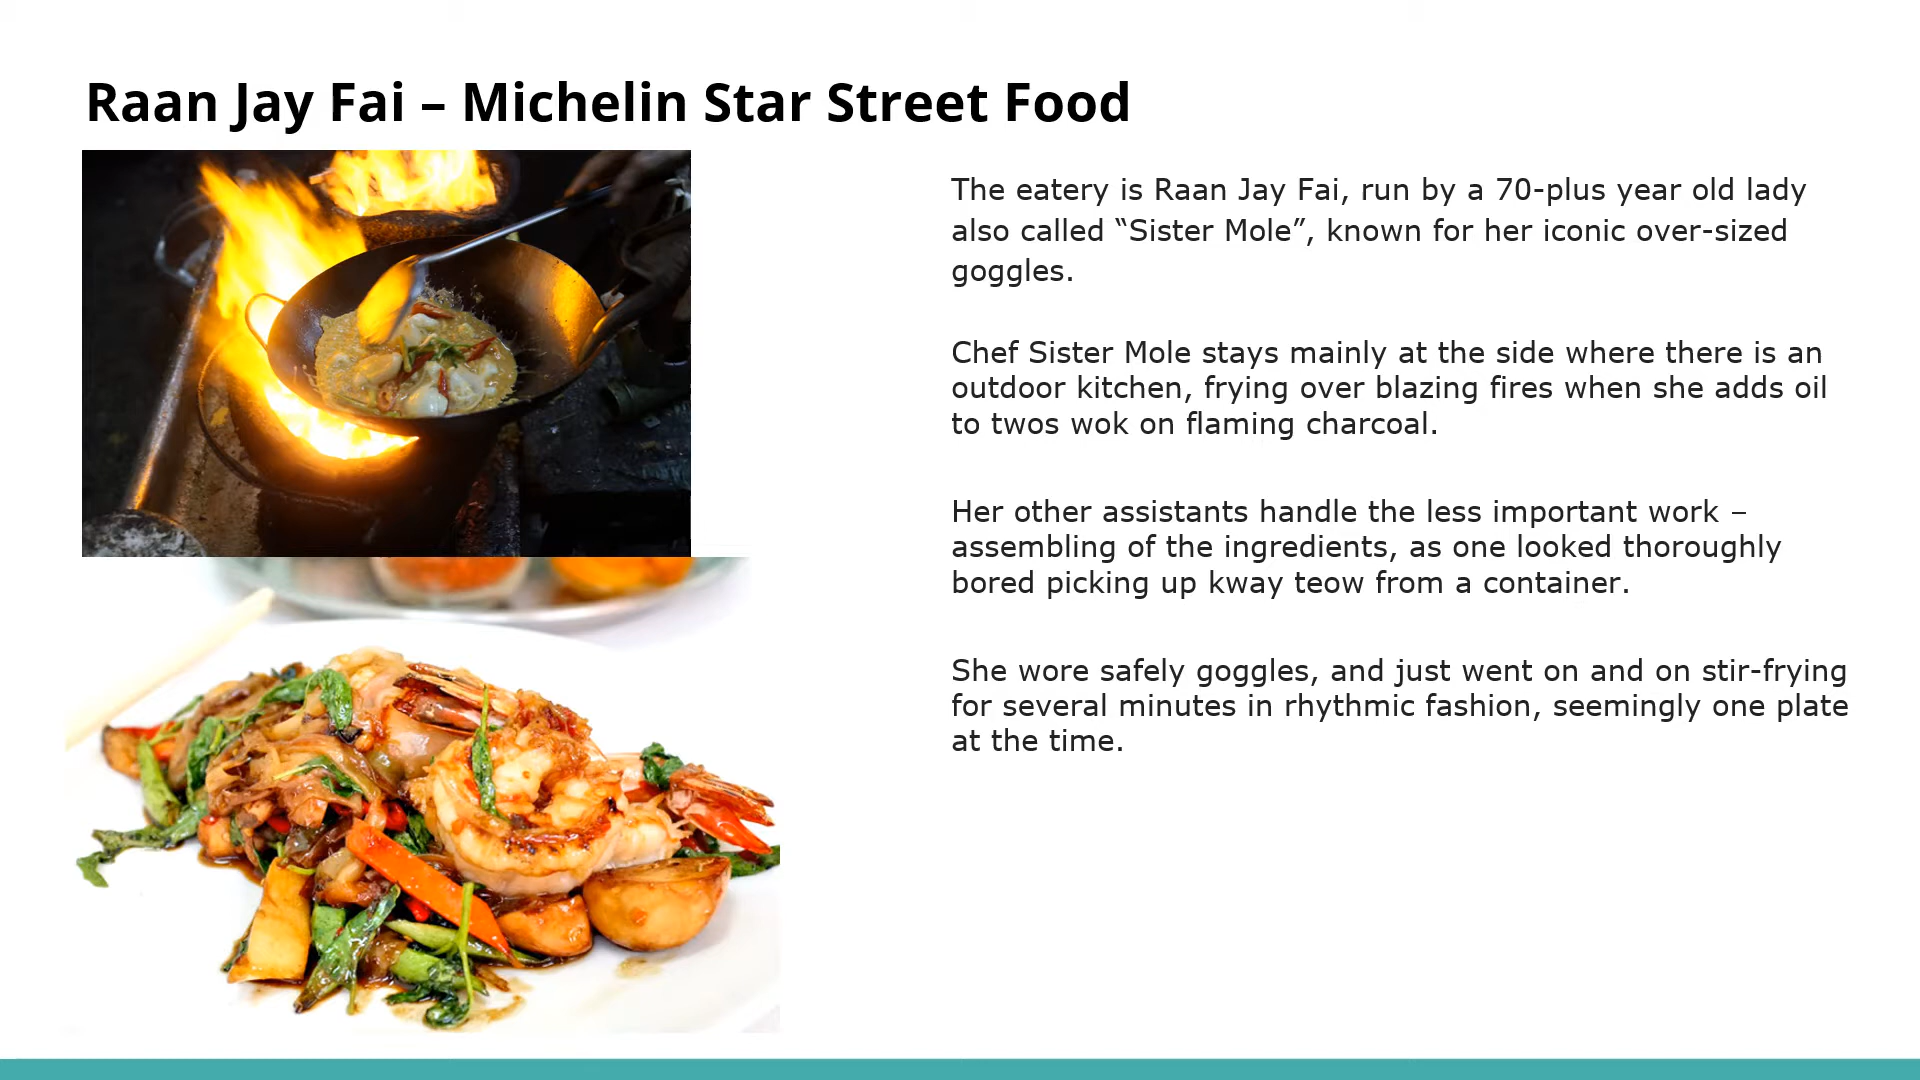 Raan Jay Fai – Michelin Star Street Food
The eatery is Raan Jay Fai, run by a 70-plus year old lady
also called “Sister Mole”, known for her iconic over-sized
goggles.
Chef Sister Mole stays mainly at the side where there is an
outdoor kitchen, frying over blazing fires when she adds oil
to twos wok on flaming charcoal.
Her other assistants handle the less important work –
assembling of the ingredients, as one looked thoroughly
bored picking up kway teow from a container.
She wore safely goggles, and just went on and on stir-frying
for several minutes in rhythmic fashion, seemingly one plate
at the time.